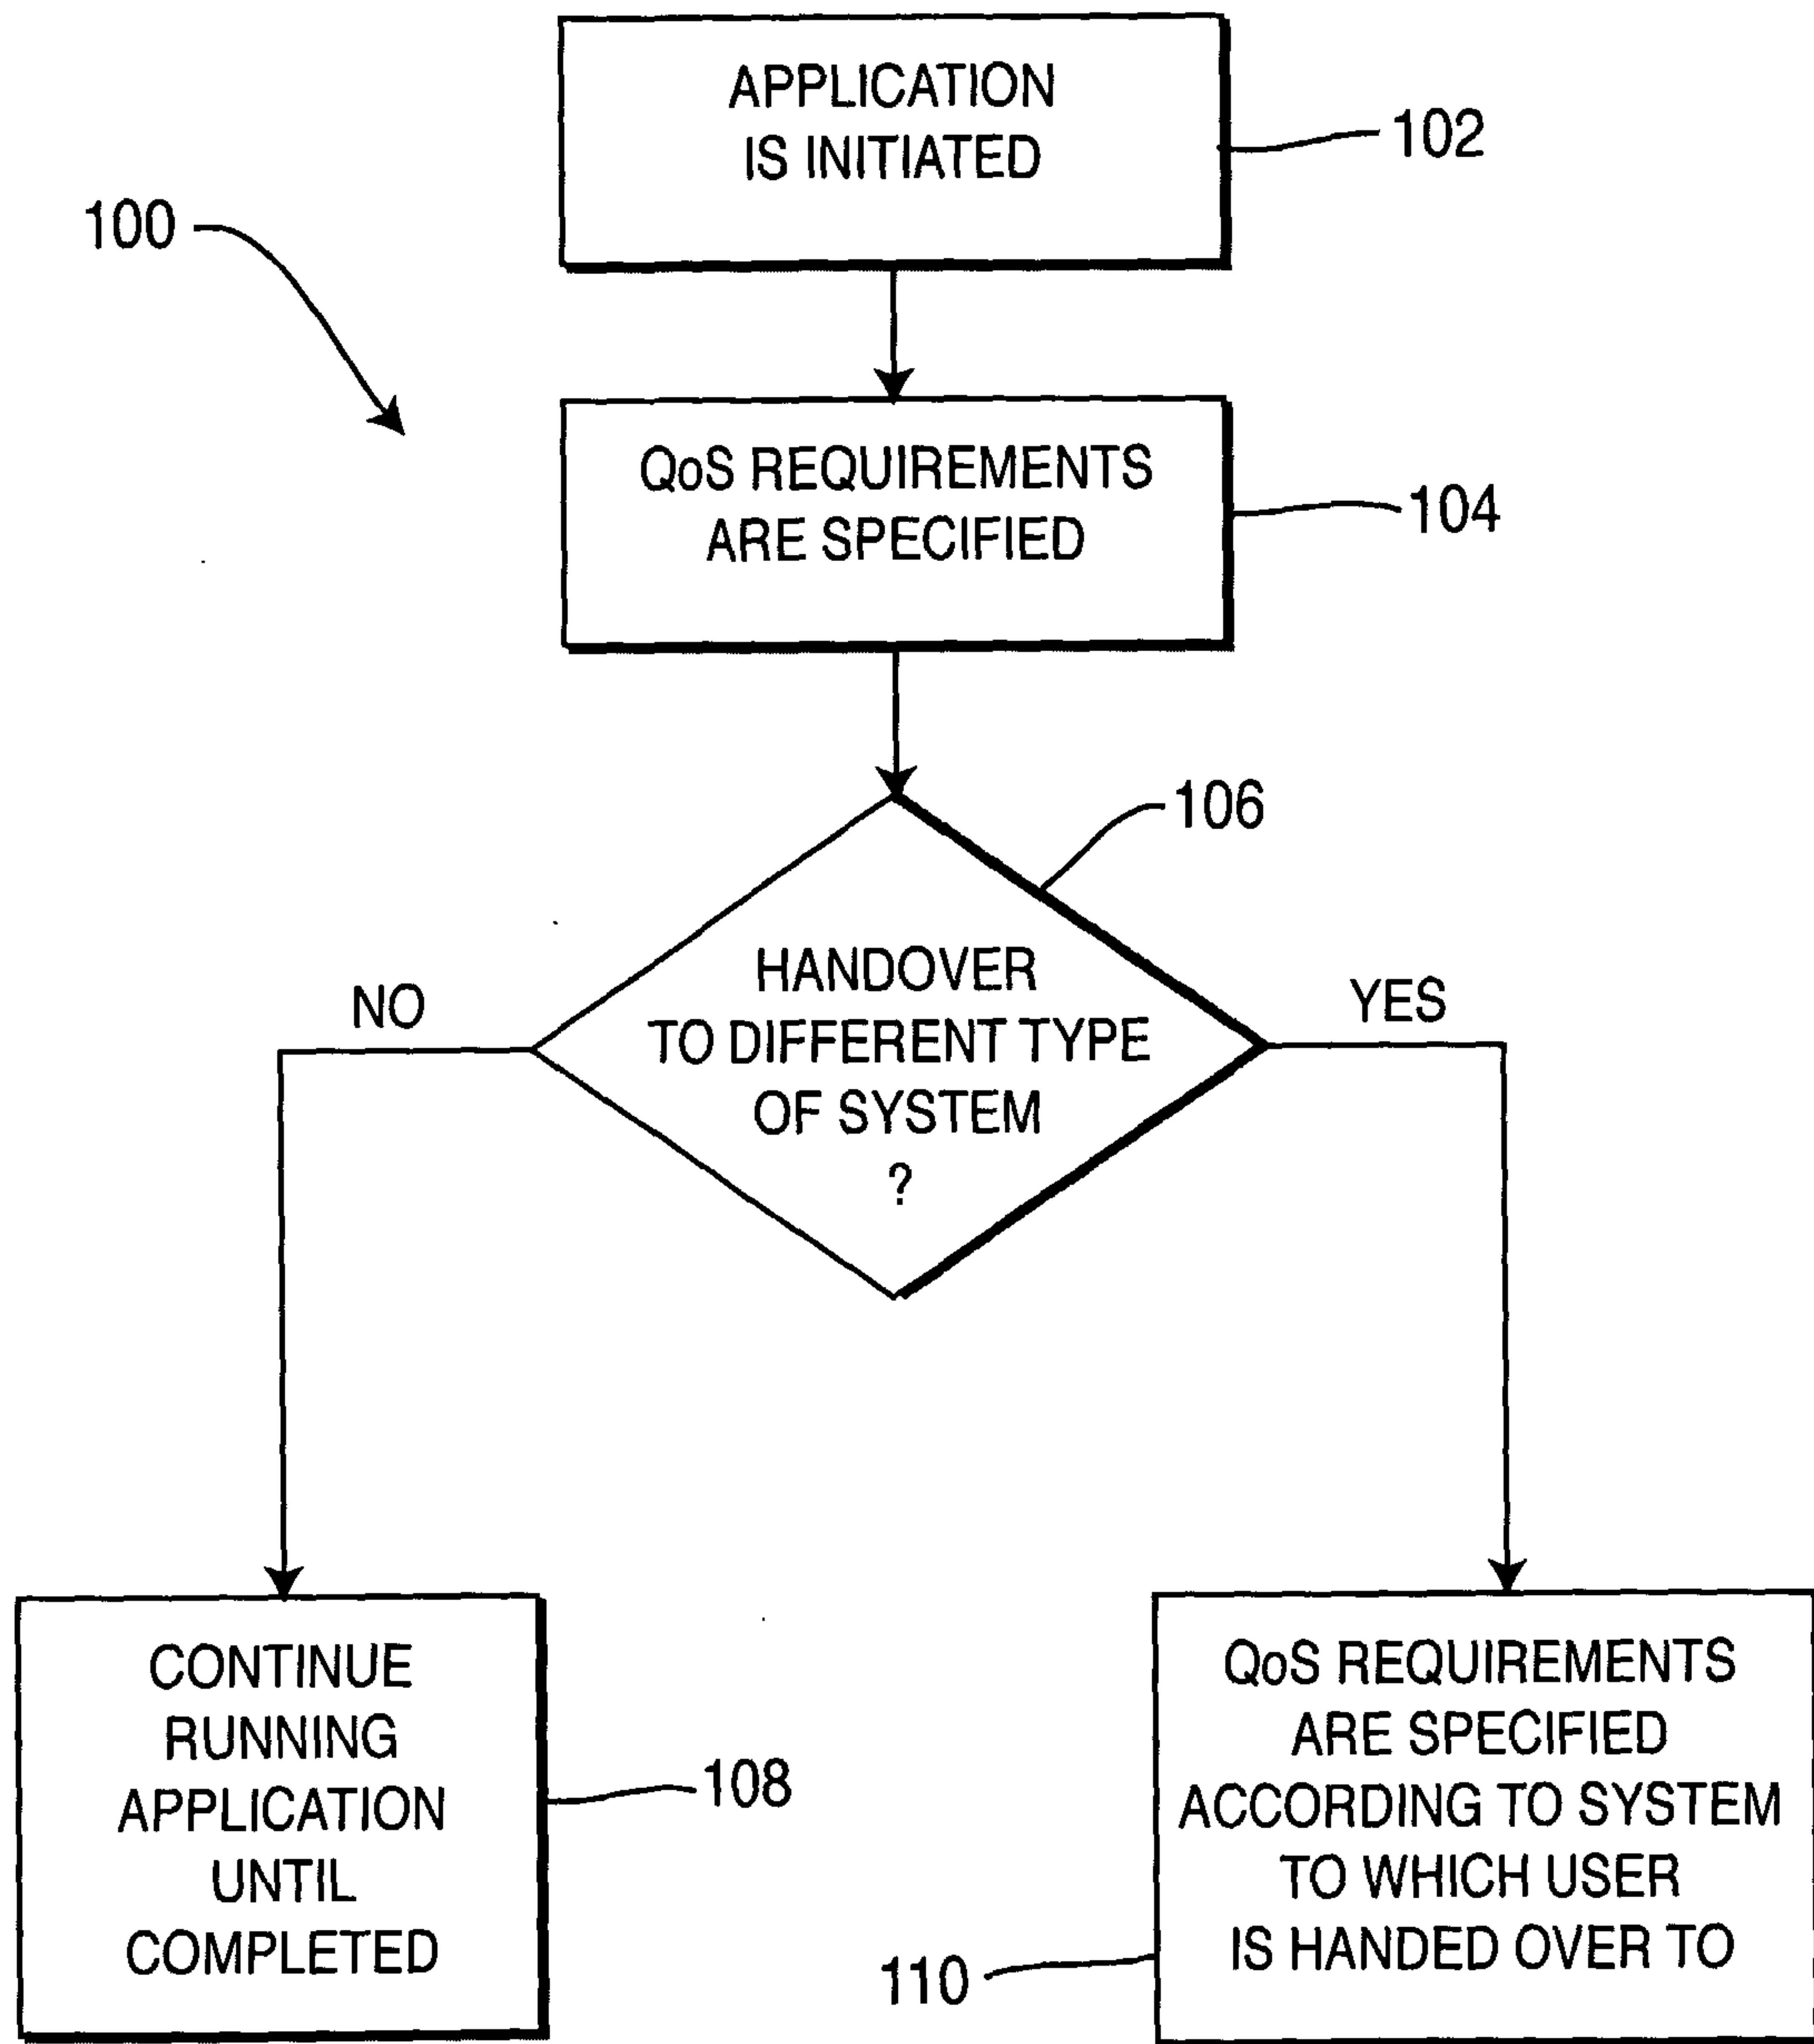 APPLICATION
IS INITIATED
102
100
QoS REQUIREMENTS
ARE SPECIFIED
104
106
HANDOVER
TO DIFFERENT TYPE
OF SYSTEM
?
NO
YES
CONTINUE
RUNNING
APPLICATION
UNTIL
COMPLETED
108
QoS REQUIREMENTS
ARE SPECIFIED
ACCORDING TO SYSTEM
TO WHICH USER
IS HANDED OVER TO
110